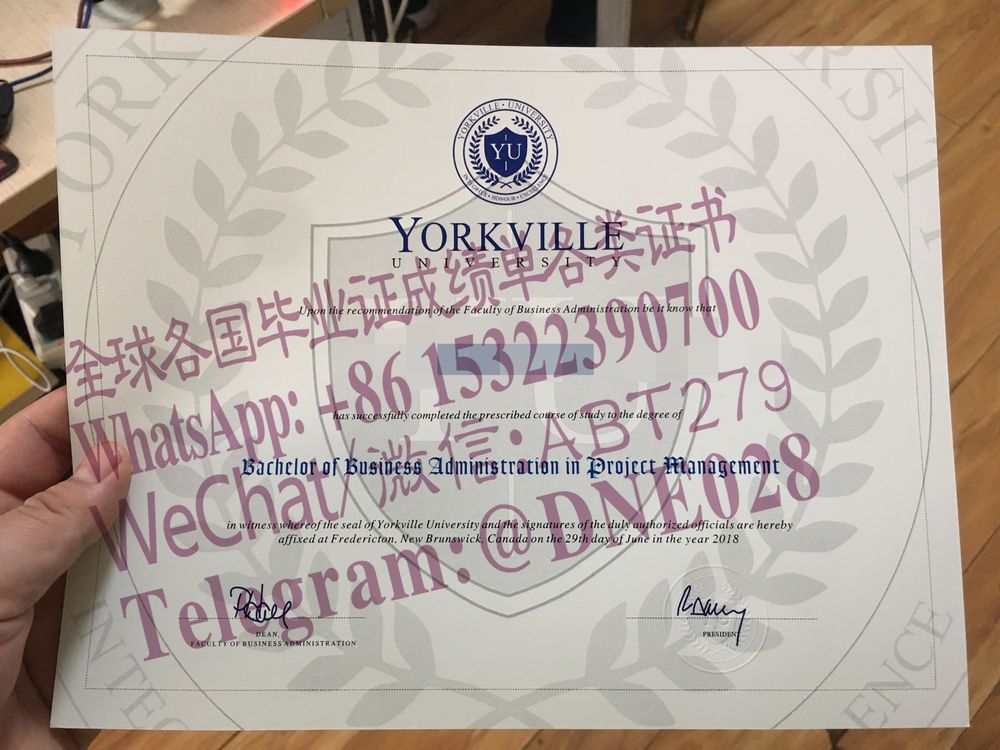 YORKVILLE • UNIVERSITY
YU
YORKVILLE
UNIVERSITY
全球各国毕业证成绩单各类证书
Upon the recommendation of the Faculty of Business Administration be it know that
WhatsApp: +86 15322390700
has successfully completed the prescribed course of study to the degree of
WeChat/微信:ABT279
Bachelor of Business Administration in Project Management
in witness whereof the seal of Yorkville University and the signatures of the duly authorized officials are hereby
affixed at Fredericton, New Brunswick, Canada on the 29th day of June in the year 2018
Telegram:@DNE028
DEAN,
FACULTY OF BUSINESS ADMINISTRATION
PRESIDENT